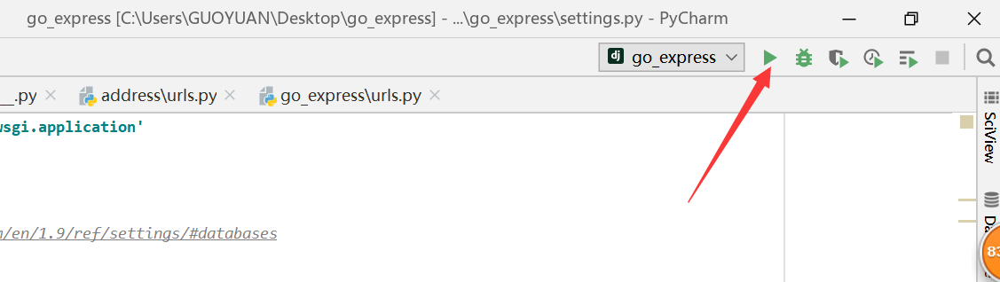 go_express [C:\Users\GUOYUAN\Desktop\go_express] - ...\go_express\settings.py - PyCharm
dj go_express
__.py address\urls.py go_express\urls.py
wsgi.application'
/en/1.9/ref/settings/#databases
SciView
83